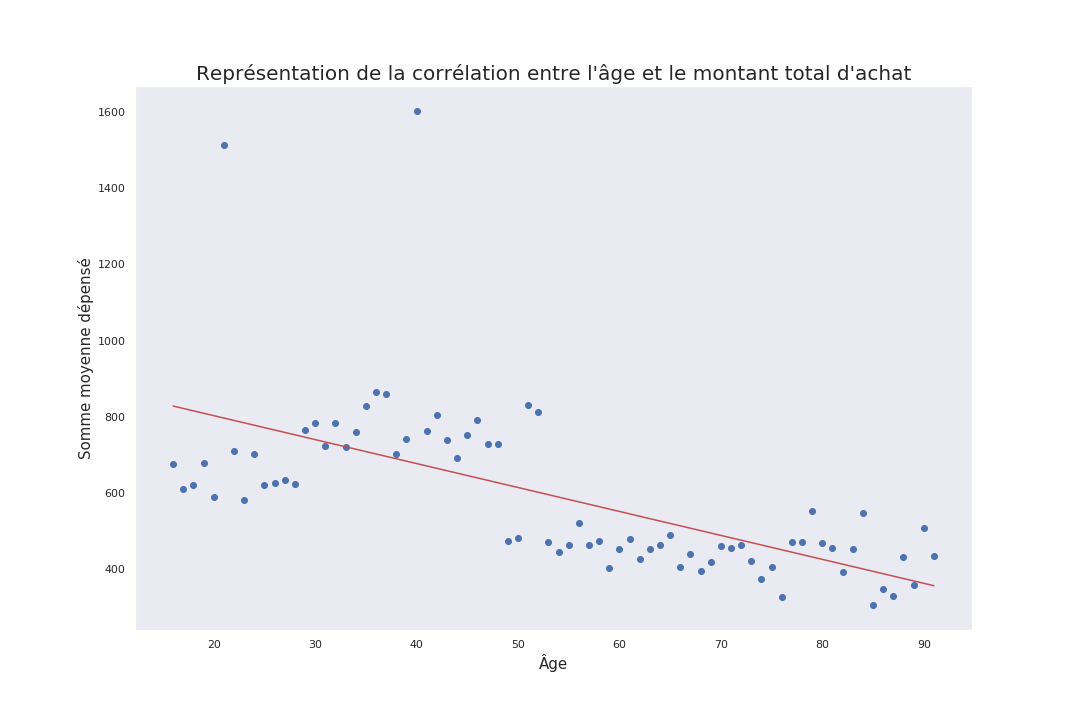 Représentation de la corrélation entre l'âge et le montant total d'achat
1600
1400
1200
1000
800
600
400
Somme moyenne dépensé
20 30 40 50 60 70 80 90
Âge